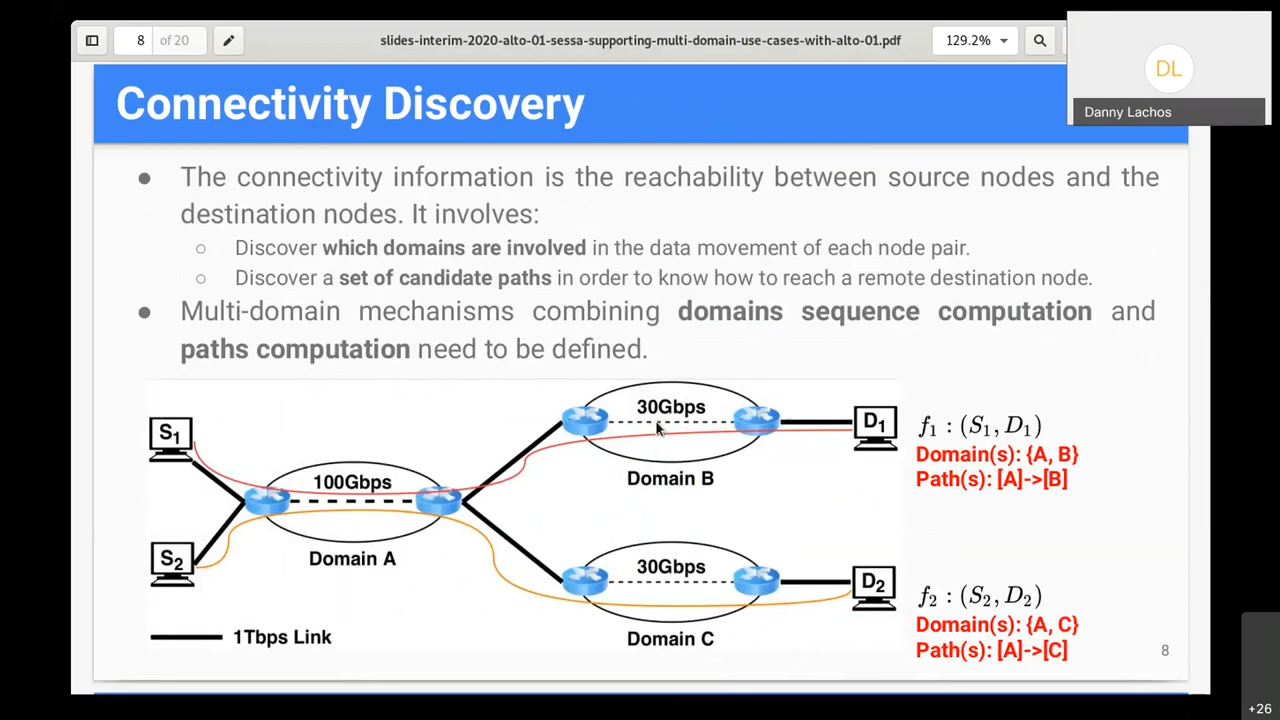 8 of 20
slides-interim-2020-alto-01-sessa-supporting-multi-domain-use-cases-with-alto-01.pdf
129.2%
DL
Danny Lachos
Connectivity Discovery
● The connectivity information is the reachability between source nodes and the
destination nodes. It involves:
○ Discover which domains are involved in the data movement of each node pair.
○ Discover a set of candidate paths in order to know how to reach a remote destination node.
● Multi-domain mechanisms combining domains sequence computation and
paths computation need to be defined.
S1
S2
100Gbps
Domain A
30Gbps
Domain B
30Gbps
Domain C
D1
D2
1Tbps Link
f1 : (S1, D1)
Domain(s): {A, B}
Path(s): [A]->[B]
f2 : (S2, D2)
Domain(s): {A, C}
Path(s): [A]->[C]
8
+26